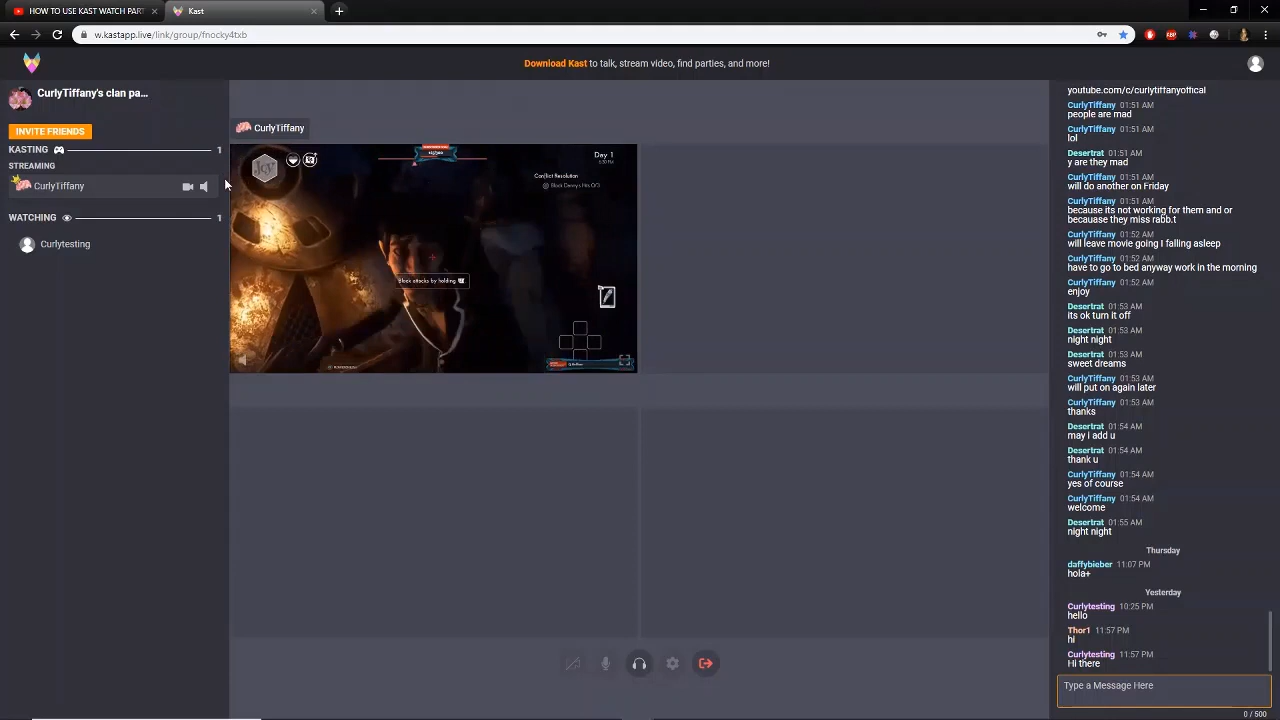 HOW TO USE KAST WATCH PART
Kast
w.kastapp.live/link/group/fnocky4txb
ABP
Download Kast to talk, stream video, find parties, and more!
CurlyTiffany's clan pa...
INVITE FRIENDS
KASTING 1
STREAMING
CurlyTiffany
WATCHING 1
Curlytesting
CurlyTiffany
Day 1
Conflict Resolution
Block Danny's Hits 0/3
Block attacks by holding
youtube.com/c/curlytiffanyoffical
CurlyTiffany 01:51 AM
people are mad
CurlyTiffany 01:51 AM
lol
Desertrat 01:51 AM
y are they mad
CurlyTiffany 01:51 AM
will do another on Friday
CurlyTiffany 01:51 AM
because its not working for them and or
becauase they miss rabb.t
CurlyTiffany 01:52 AM
will leave movie going I falling asleep
CurlyTiffany 01:52 AM
have to go to bed anyway work in the morning
CurlyTiffany 01:52 AM
enjoy
Desertrat 01:53 AM
its ok turn it off
Desertrat 01:53 AM
night night
Desertrat 01:53 AM
sweet dreams
CurlyTiffany 01:53 AM
will put on again later
CurlyTiffany 01:53 AM
thanks
Desertrat 01:54 AM
may i add u
Desertrat 01:54 AM
thank u
CurlyTiffany 01:54 AM
yes of course
CurlyTiffany 01:54 AM
welcome
Desertrat 01:55 AM
night night
Thursday
daffybieber 11:07 PM
hola+
Yesterday
Curlytesting 10:25 PM
hello
Thor1 11:57 PM
hi
Curlytesting 11:57 PM
Hi there
Type a Message Here
0 / 500